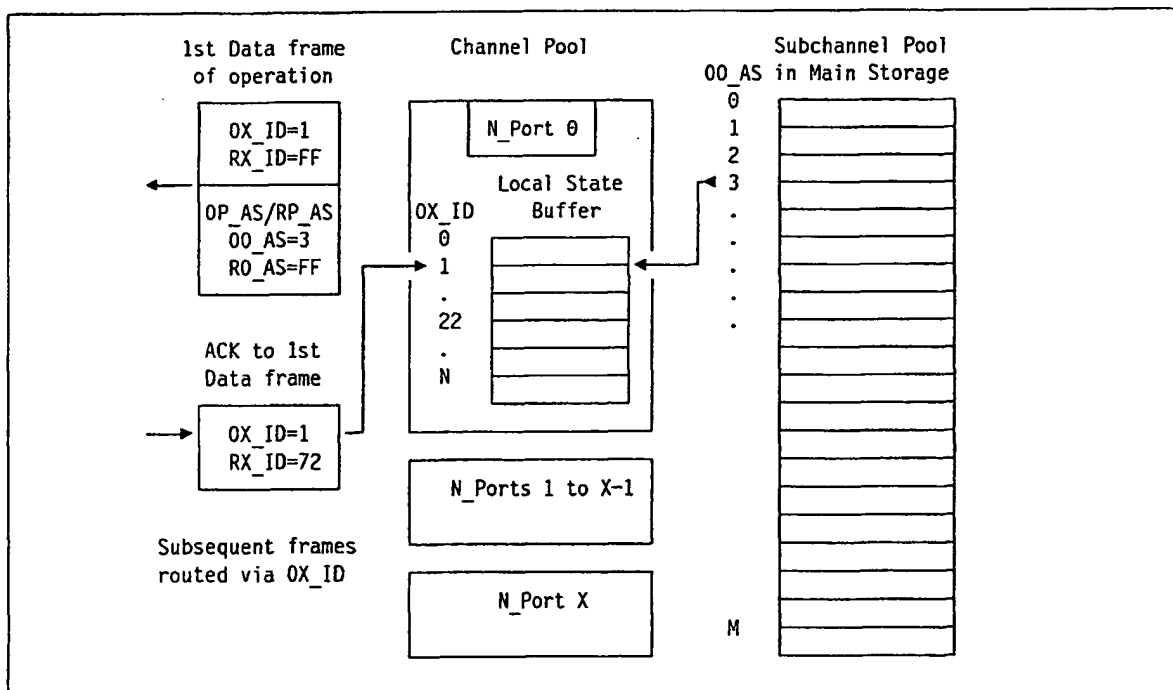 1st Data frame
of operation
OX_ID=1
RX_ID=FF
OP_AS/RP_AS
OO_AS=3
RO_AS=FF
ACK to 1st
Data frame
OX_ID=1
RX_ID=72
Subsequent frames
routed via OX_ID
Channel Pool
N_Port 0
Local State
Buffer
OX_ID
0
1
.
22
.
N
N_Ports 1 to X-1
N_Port X
Subchannel Pool
OO_AS in Main Storage
0
1
2
3
.
.
.
.
.
M